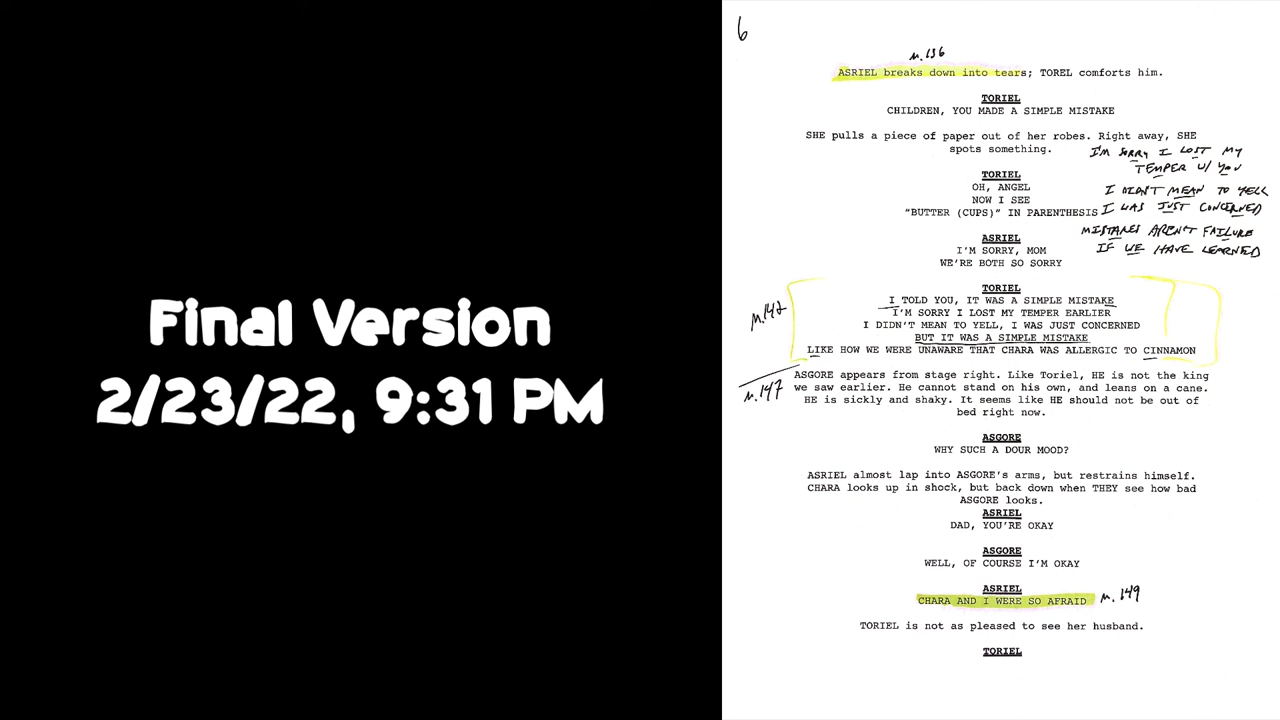 Final Version
2/23/22, 9:31 PM
6
m.136
ASRIEL breaks down into tears; TOREL comforts him.
TORIEL
CHILDREN, YOU MADE A SIMPLE MISTAKE
SHE pulls a piece of paper out of her robes. Right away, SHE
spots something.
I'M SORRY I LOST MY
TEMPER W/ YOU
I DIDN'T MEAN TO YELL
I WAS JUST CONCERNED
MISTAKES AREN'T FAILURE
IF WE HAVE LEARNED
TORIEL
OH, ANGEL
NOW I SEE
"BUTTER (CUPS)" IN PARENTHESIS
ASRIEL
I'M SORRY, MOM
WE'RE BOTH SO SORRY
TORIEL
m.142
I TOLD YOU, IT WAS A SIMPLE MISTAKE
I'M SORRY I LOST MY TEMPER EARLIER
I DIDN'T MEAN TO YELL, I WAS JUST CONCERNED
BUT IT WAS A SIMPLE MISTAKE
LIKE HOW WE WERE UNAWARE THAT CHARA WAS ALLERGIC TO CINNAMON
m.147
ASGORE appears from stage right. Like Toriel, HE is not the king
we saw earlier. He cannot stand on his own, and leans on a cane.
HE is sickly and shaky. It seems like HE should not be out of
bed right now.
ASGORE
WHY SUCH A DOUR MOOD?
ASRIEL almost lap into ASGORE's arms, but restrains himself.
CHARA looks up in shock, but back down when THEY see how bad
ASGORE looks.
ASRIEL
DAD, YOU'RE OKAY
ASGORE
WELL, OF COURSE I'M OKAY
ASRIEL
CHARA AND I WERE SO AFRAID
m.149
TORIEL is not as pleased to see her husband.
TORIEL